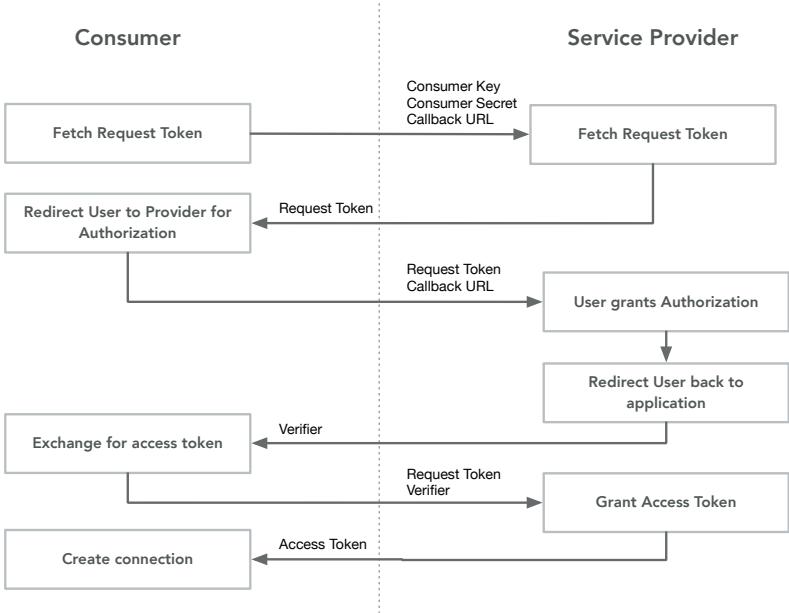 Consumer
Service Provider
Consumer Key
Consumer Secret
Callback URL
Fetch Request Token
Fetch Request Token
Redirect User to Provider for
Authorization
Request Token
Request Token
Callback URL
User grants Authorization
Redirect User back to
application
Exchange for access token
Verifier
Request Token
Verifier
Grant Access Token
Create connection
Access Token